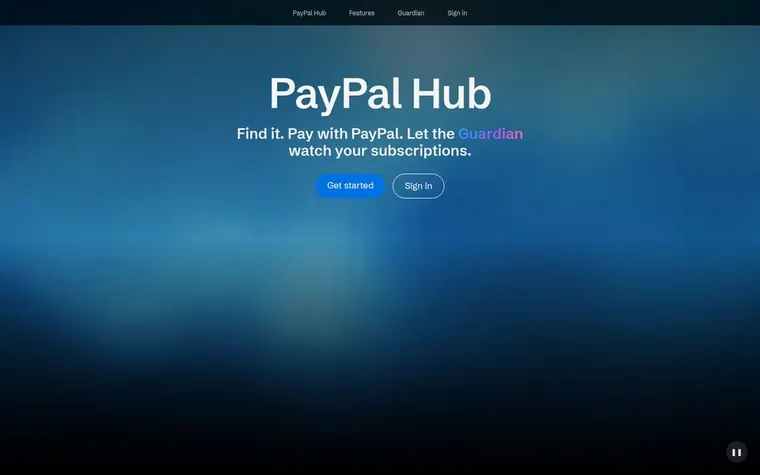 PayPal Hub Features Guardian Sign in
PayPal Hub
Find it. Pay with PayPal. Let the Guardian
watch your subscriptions.
Get started Sign in